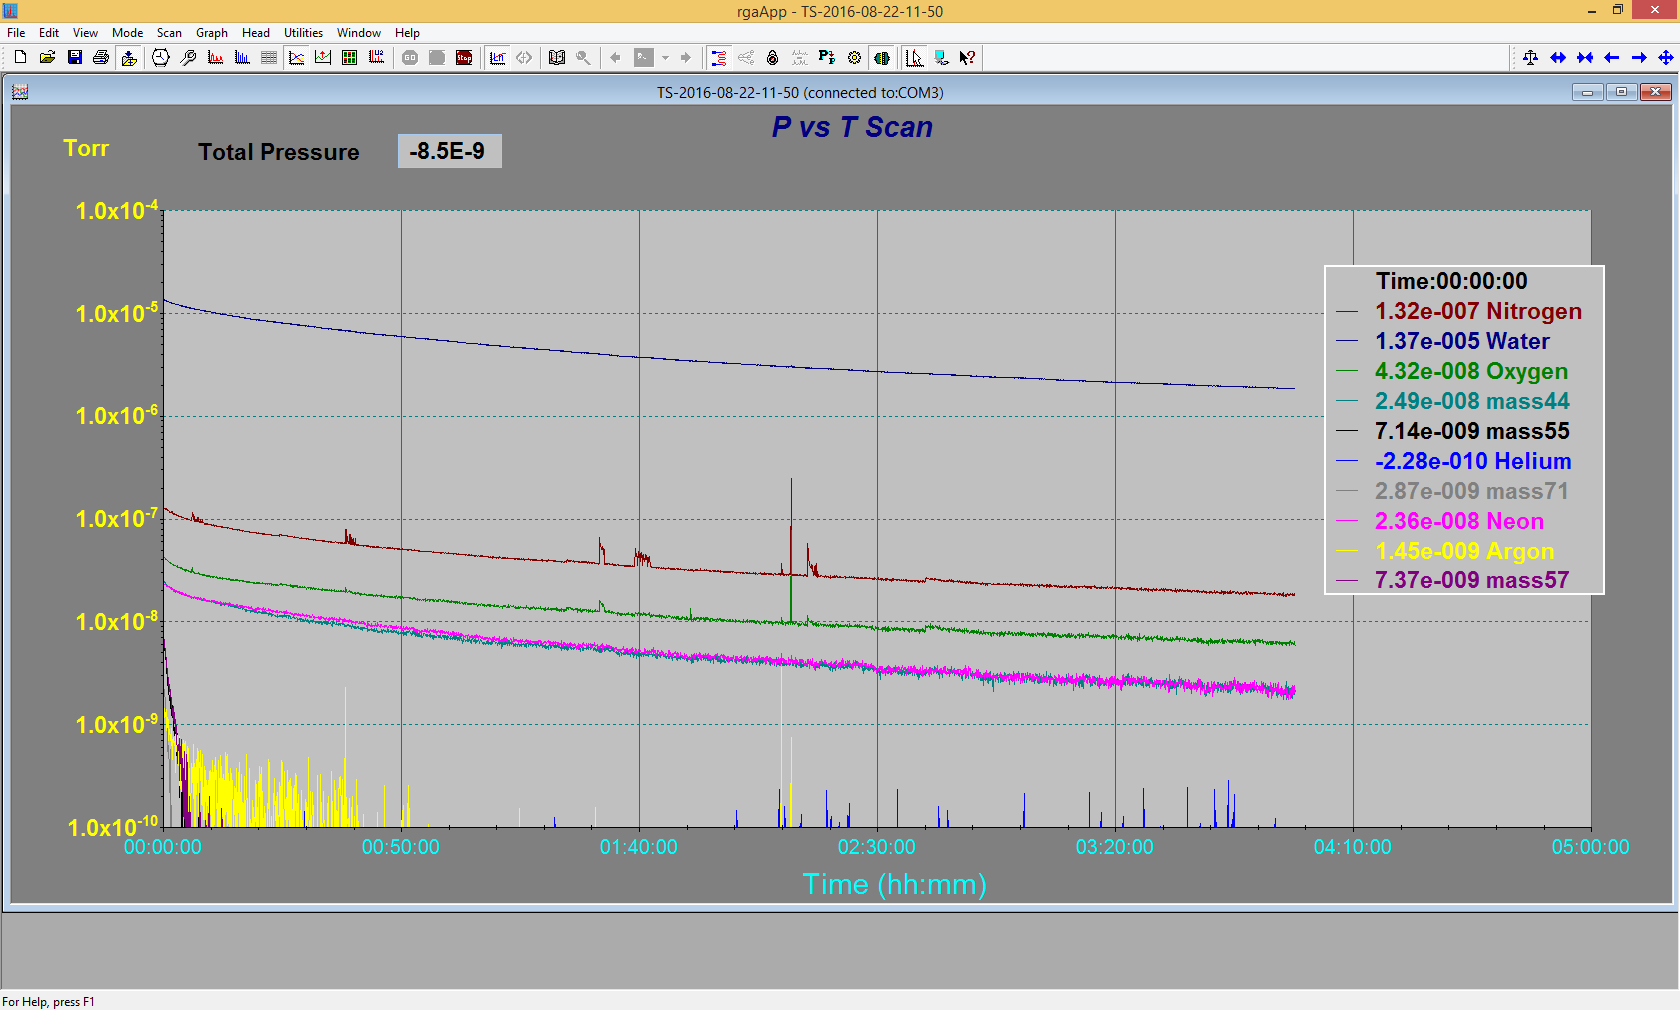 rgaApp - TS-2016-08-22-11-50
File Edit View Mode Scan Graph Head Utilities Window Help
GO Stop
TS-2016-08-22-11-50 (connected to:COM3)
P vs T Scan
Torr Total Pressure -8.5E-9
1.0x10-4
1.0x10-5
1.0x10-6
1.0x10-7
1.0x10-8
1.0x10-9
1.0x10-10
Time:00:00:00
1.32e-007 Nitrogen
1.37e-005 Water
4.32e-008 Oxygen
2.49e-008 mass44
7.14e-009 mass55
-2.28e-010 Helium
2.87e-009 mass71
2.36e-008 Neon
1.45e-009 Argon
7.37e-009 mass57
00:00:00 00:50:00 01:40:00 02:30:00 03:20:00 04:10:00 05:00:00
Time (hh:mm)
For Help, press F1